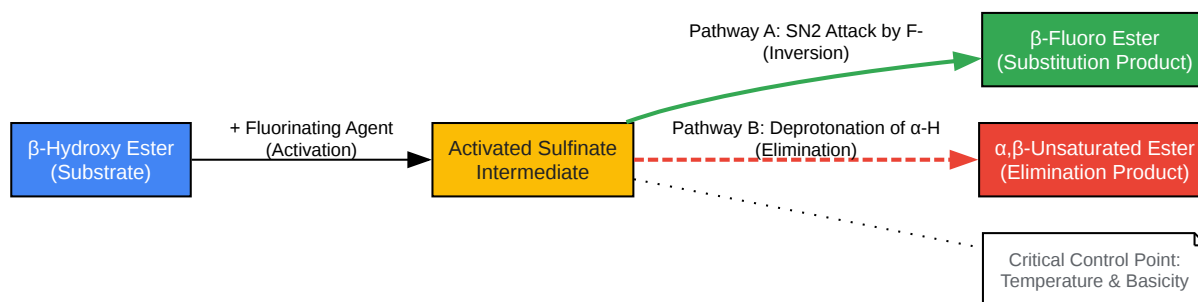 β-Hydroxy Ester
(Substrate)
+ Fluorinating Agent
(Activation)
Activated Sulfinate
Intermediate
Pathway A: SN2 Attack by F-
(Inversion)
β-Fluoro Ester
(Substitution Product)
Pathway B: Deprotonation of α-H
(Elimination)
α,β-Unsaturated Ester
(Elimination Product)
Critical Control Point:
Temperature & Basicity